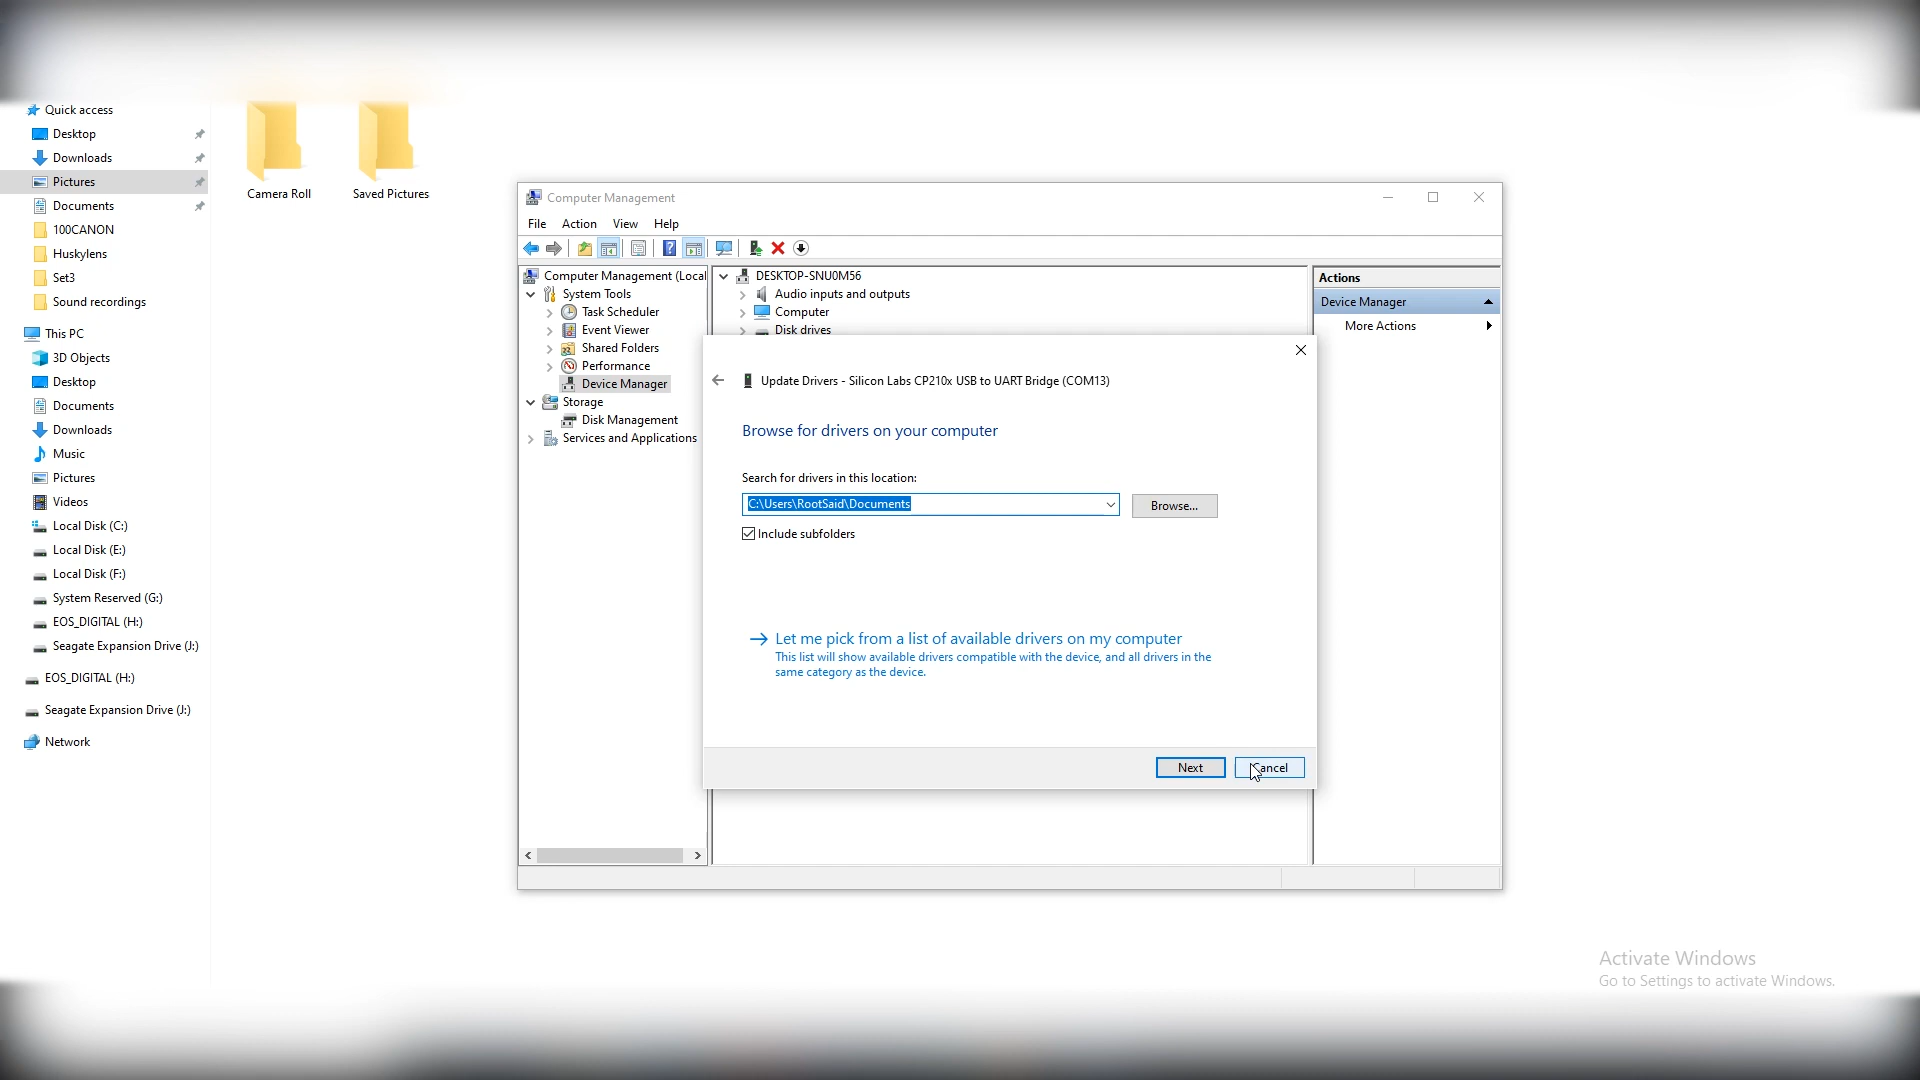 Quick access
Desktop
Downloads
Pictures
Documents
100CANON
Huskylens
Set3
Sound recordings
This PC
3D Objects
Desktop
Documents
Downloads
Music
Pictures
Videos
Local Disk (C:)
Local Disk (E:)
Local Disk (F:)
System Reserved (G:)
EOS_DIGITAL (H:)
Seagate Expansion Drive (J:)
EOS_DIGITAL (H:)
Seagate Expansion Drive (J:)
Network
Camera Roll
Saved Pictures
Computer Management
File Action View Help
Computer Management (Local
System Tools
Task Scheduler
Event Viewer
Shared Folders
Performance
Device Manager
Storage
Disk Management
Services and Applications
DESKTOP-SNU0M56
Audio inputs and outputs
Computer
Disk drives
Update Drivers - Silicon Labs CP210x USB to UART Bridge (COM13)
Browse for drivers on your computer
Search for drivers in this location:
C:\Users\RootSaid\Documents
Browse...
Include subfolders
Let me pick from a list of available drivers on my computer
This list will show available drivers compatible with the device, and all drivers in the
same category as the device.
Next
Cancel
Actions
Device Manager
More Actions
Activate Windows
Go to Settings to activate Windows.